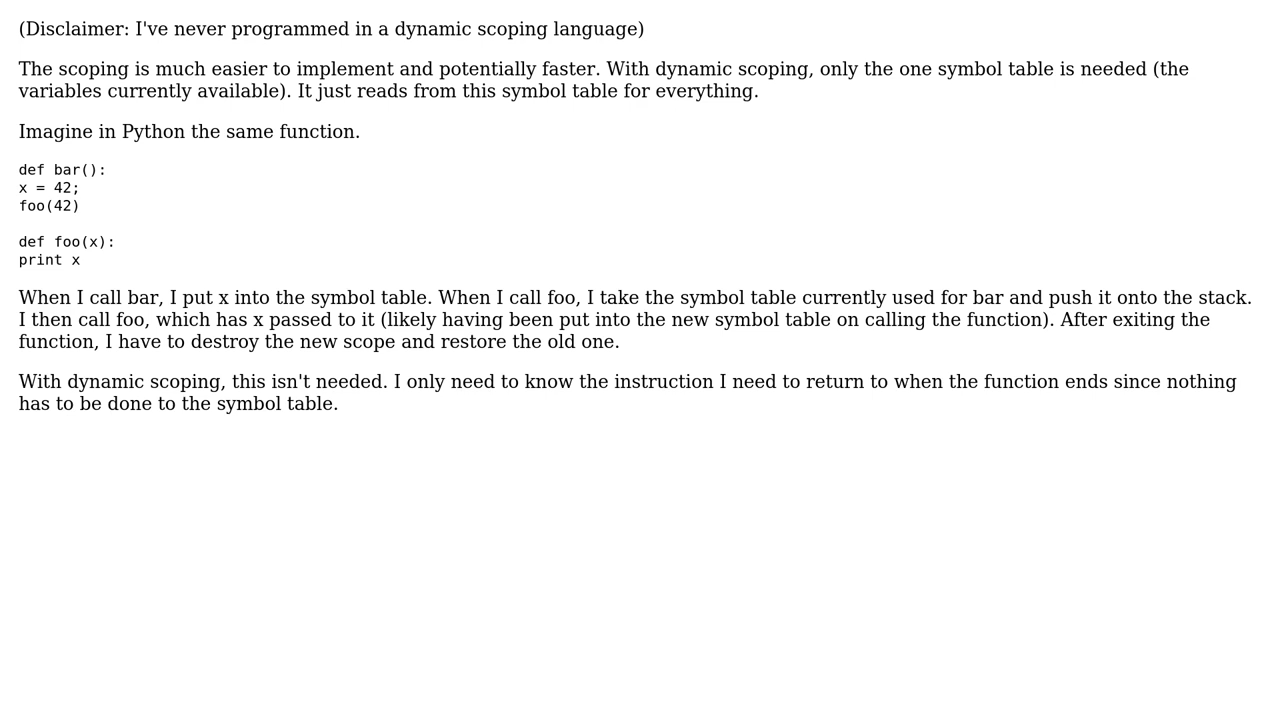 (Disclaimer: I've never programmed in a dynamic scoping language)
The scoping is much easier to implement and potentially faster. With dynamic scoping, only the one symbol table is needed (the
variables currently available). It just reads from this symbol table for everything.
Imagine in Python the same function.
def bar():
x = 42;
foo(42)
def foo(x):
print x
When I call bar, I put x into the symbol table. When I call foo, I take the symbol table currently used for bar and push it onto the stack.
I then call foo, which has x passed to it (likely having been put into the new symbol table on calling the function). After exiting the
function, I have to destroy the new scope and restore the old one.
With dynamic scoping, this isn't needed. I only need to know the instruction I need to return to when the function ends since nothing
has to be done to the symbol table.